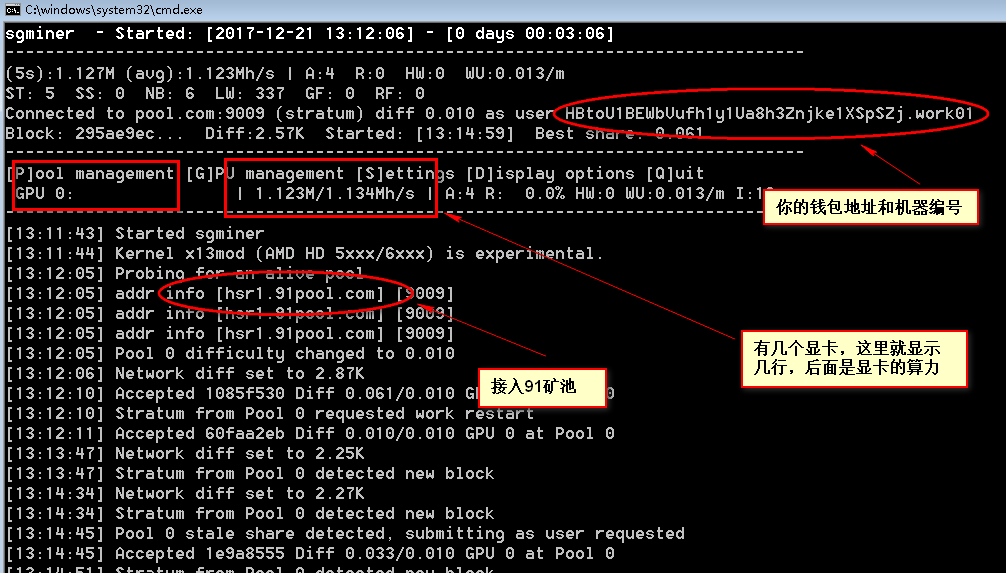 C:\windows\system32\cmd.exe
sgminer - Started: [2017-12-21 13:12:06] - [0 days 00:03:06]
(5s):1.127M (avg):1.123Mh/s | A:4 R:0 HW:0 WU:0.013/m
ST: 5 SS: 0 NB: 6 LW: 337 GF: 0 RF: 0
Connected to pool.com:9009 (stratum) diff 0.010 as user HBtoU1BEWbVufh1y1Ua8h3Znjke1XSpSZj.work01
Block: 295ae9ec... Diff:2.57K Started: [13:14:59] Best share: 0.061
[P]ool management [G]PU management [S]ettings [D]isplay options [Q]uit
GPU 0: | 1.123M/1.134Mh/s | A:4 R: 0.0% HW:0 WU:0.013/m
你的钱包地址和机器编号
[13:11:43] Started sgminer
[13:11:44] Kernel x13mod (AMD HD 5xxx/6xxx) is experimental.
[13:12:05] Probing for an alive pool
[13:12:05] addr info [hsr1.91pool.com] [9009]
[13:12:05] addr info [hsr1.91pool.com] [9009]
[13:12:05] addr info [hsr1.91pool.com] [9009]
[13:12:05] Pool 0 difficulty changed to 0.010
有几个显卡，这里就显示
几行，后面是显卡的算力
[13:12:06] Network diff set to 2.87K
接入91矿池
[13:12:10] Accepted 1085f530 Diff 0.061/0.010 0
[13:12:10] Stratum from Pool 0 requested work restart
[13:12:11] Accepted 60faa2eb Diff 0.010/0.010 GPU 0 at Pool 0
[13:13:47] Network diff set to 2.25K
[13:13:47] Stratum from Pool 0 detected new block
[13:14:34] Network diff set to 2.27K
[13:14:34] Stratum from Pool 0 detected new block
[13:14:45] Pool 0 stale share detected, submitting as user requested
[13:14:45] Accepted 1e9a8555 Diff 0.033/0.010 GPU 0 at Pool 0
[13:14:51] Stratum from Pool 0 detected new block